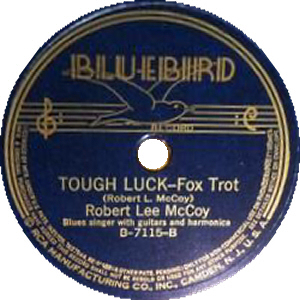 BLUEBIRD
RECORD
TOUGH LUCK–Fox Trot
(Robert L. McCoy)
Robert Lee McCoy
Blues singer with guitars and harmonica
B-7115-B
RCA MANUFACTURING CO., INC., CAMDEN, N. J., U. S. A.